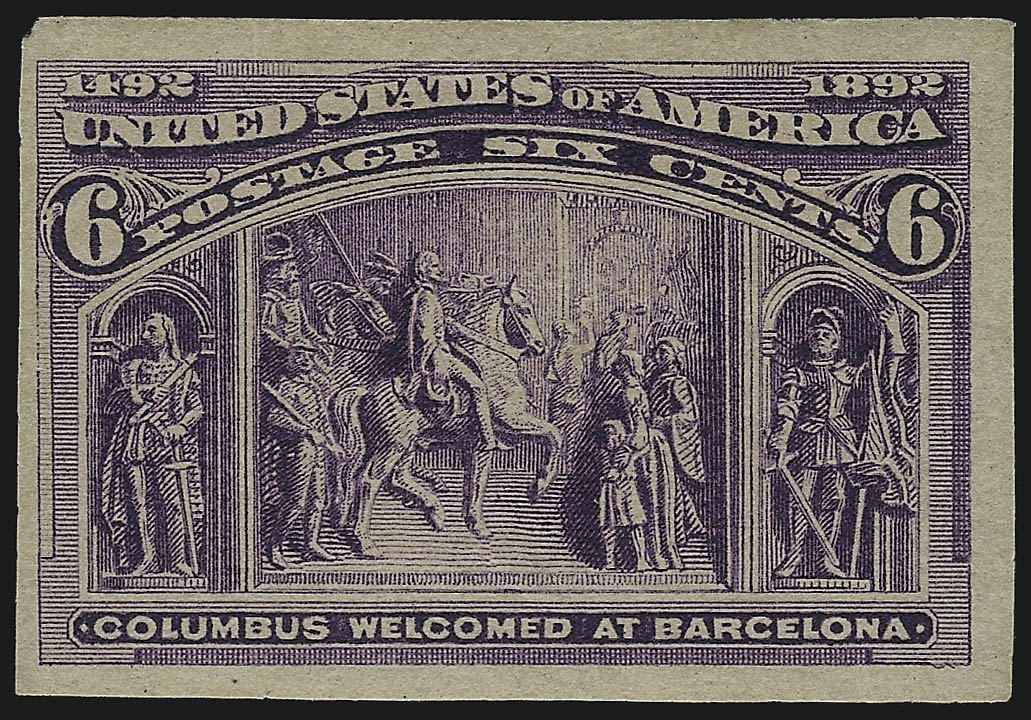 1492 1892
UNITED STATES OF AMERICA
POSTAGE SIX CENTS
6 6
·COLUMBUS WELCOMED AT BARCELONA·